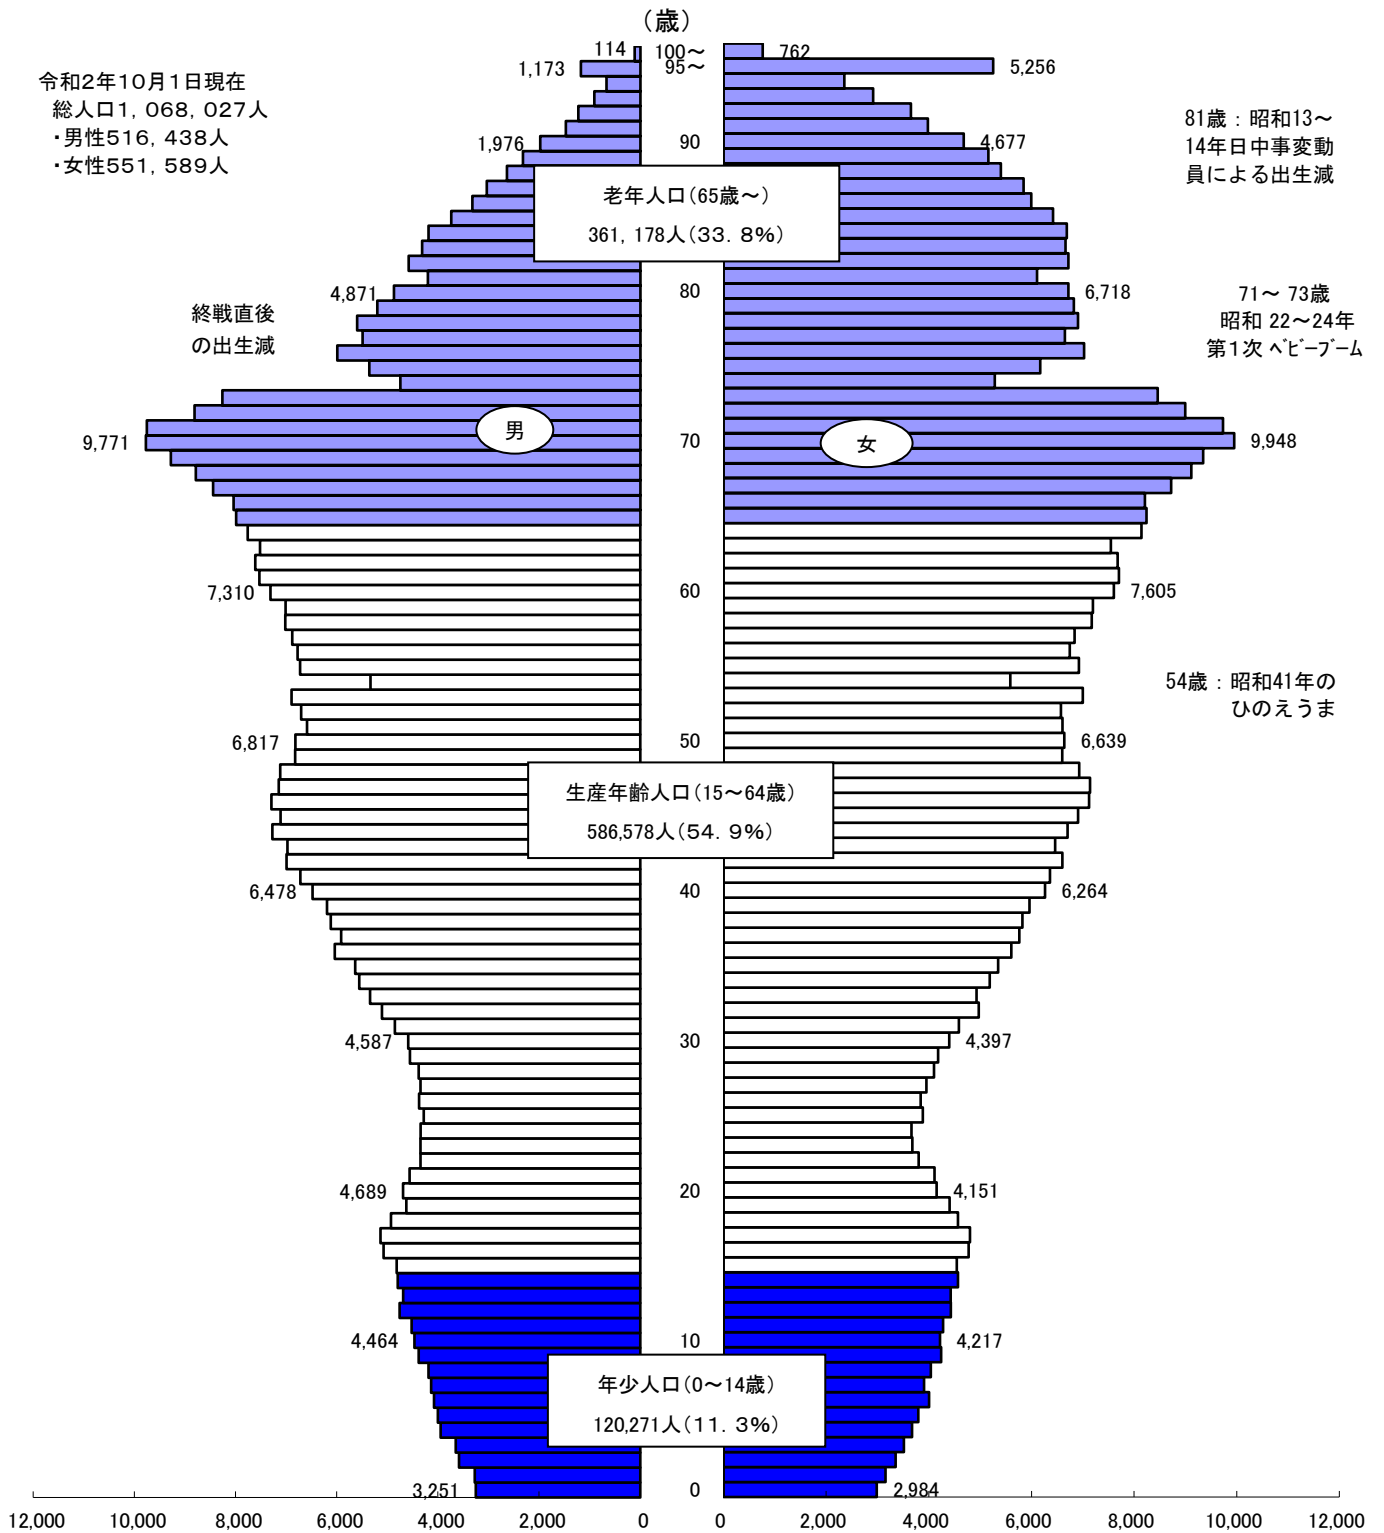 （歳）
令和2年10月1日現在
総人口1，068，027人
・男性516，438人
・女性551，589人
114
1,173
1,976
4,871
9,771
7,310
6,817
6,478
4,587
4,689
4,464
3,251
100～
95～
90
80
70
60
50
40
30
20
10
0
762
5,256
4,677
6,718
9,948
7,605
6,639
6,264
4,397
4,151
4,217
2,984
81歳：昭和13～
14年日中事変動
員による出生減
老年人口（65歳～）
361，178人（33．8%）
終戦直後
の出生減
71～ 73歳
昭和 22～24年
第1次 ﾍﾞﾋﾞｰﾌﾞｰﾑ
男
女
54歳：昭和41年の
ひのえうま
生産年齢人口（15～64歳）
586,578人（54．9%）
年少人口（0～14歳）
120,271人（11．3%）
12,000 10,000 8,000 6,000 4,000 2,000 0
0 2,000 4,000 6,000 8,000 10,000 12,000